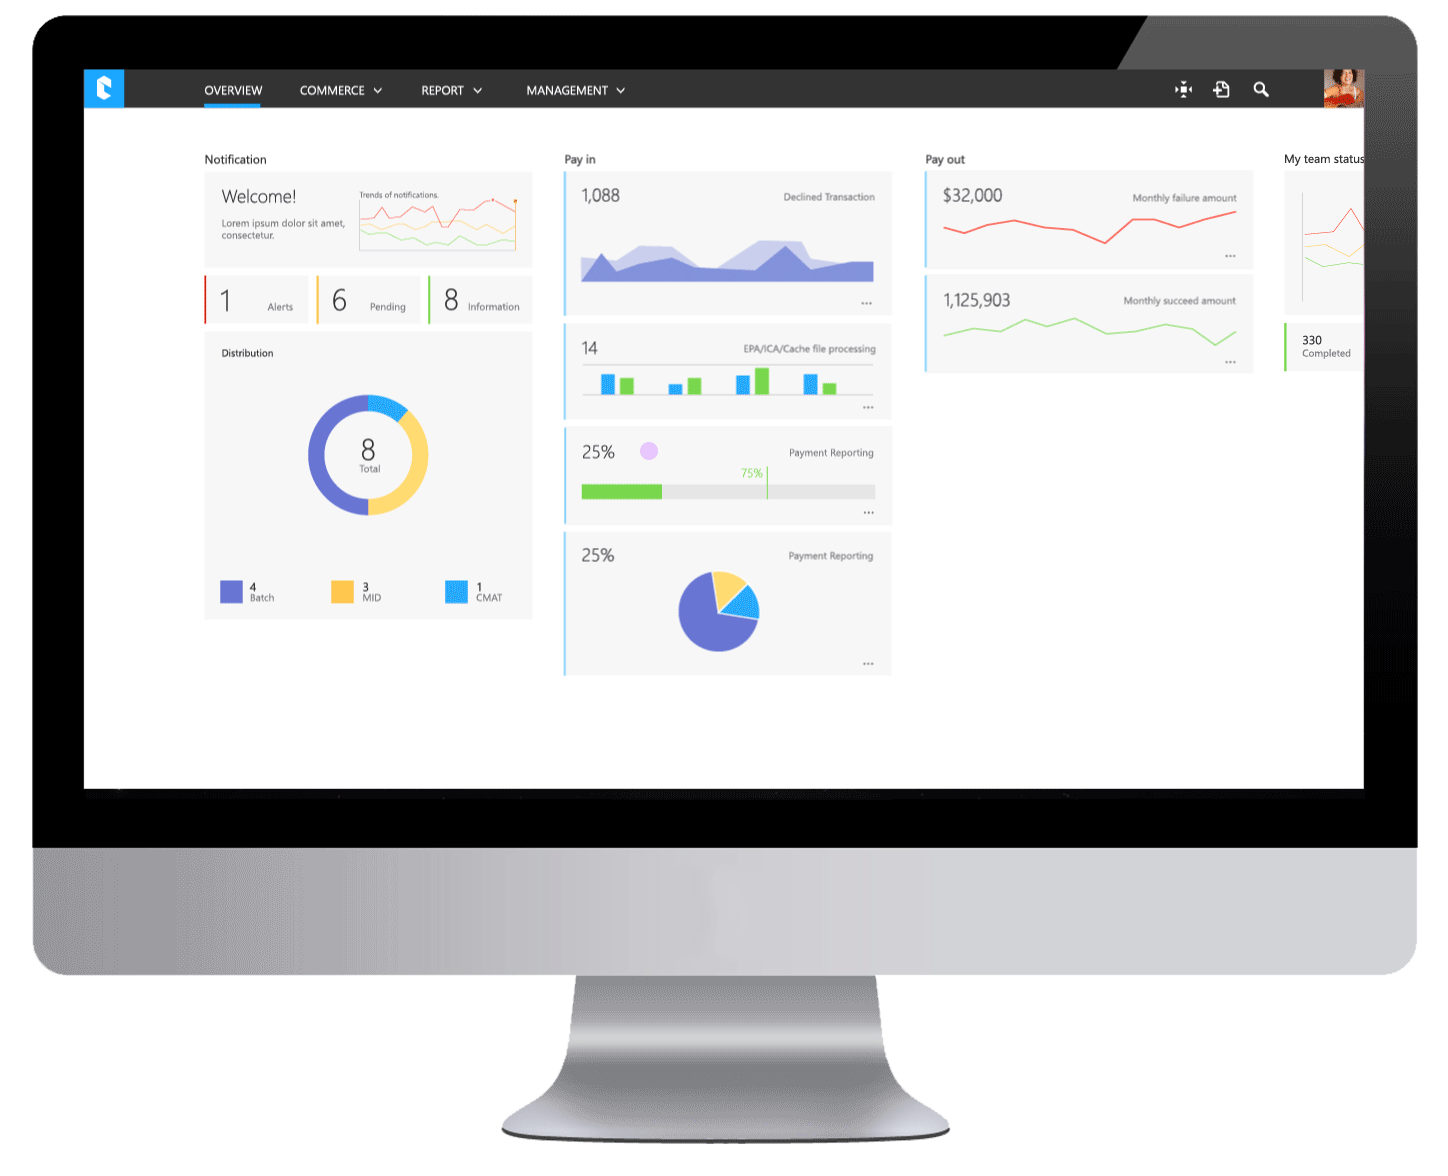 OVERVIEW
COMMERCE
REPORT
MANAGEMENT
Notification
Welcome!
Lorem ipsum dolor sit amet,
consectetur.
Trends of notifications.
1 Alerts
6 Pending
8 Information
Distribution
8
Total
4
Batch
3
MID
1
CMAT
Pay in
1,088
Declined Transaction
14
EPA/ICA/Cache file processing
25%
Payment Reporting
75%
25%
Payment Reporting
Pay out
$32,000
Monthly failure amount
1,125,903
Monthly succeed amount
My team status
330
Completed